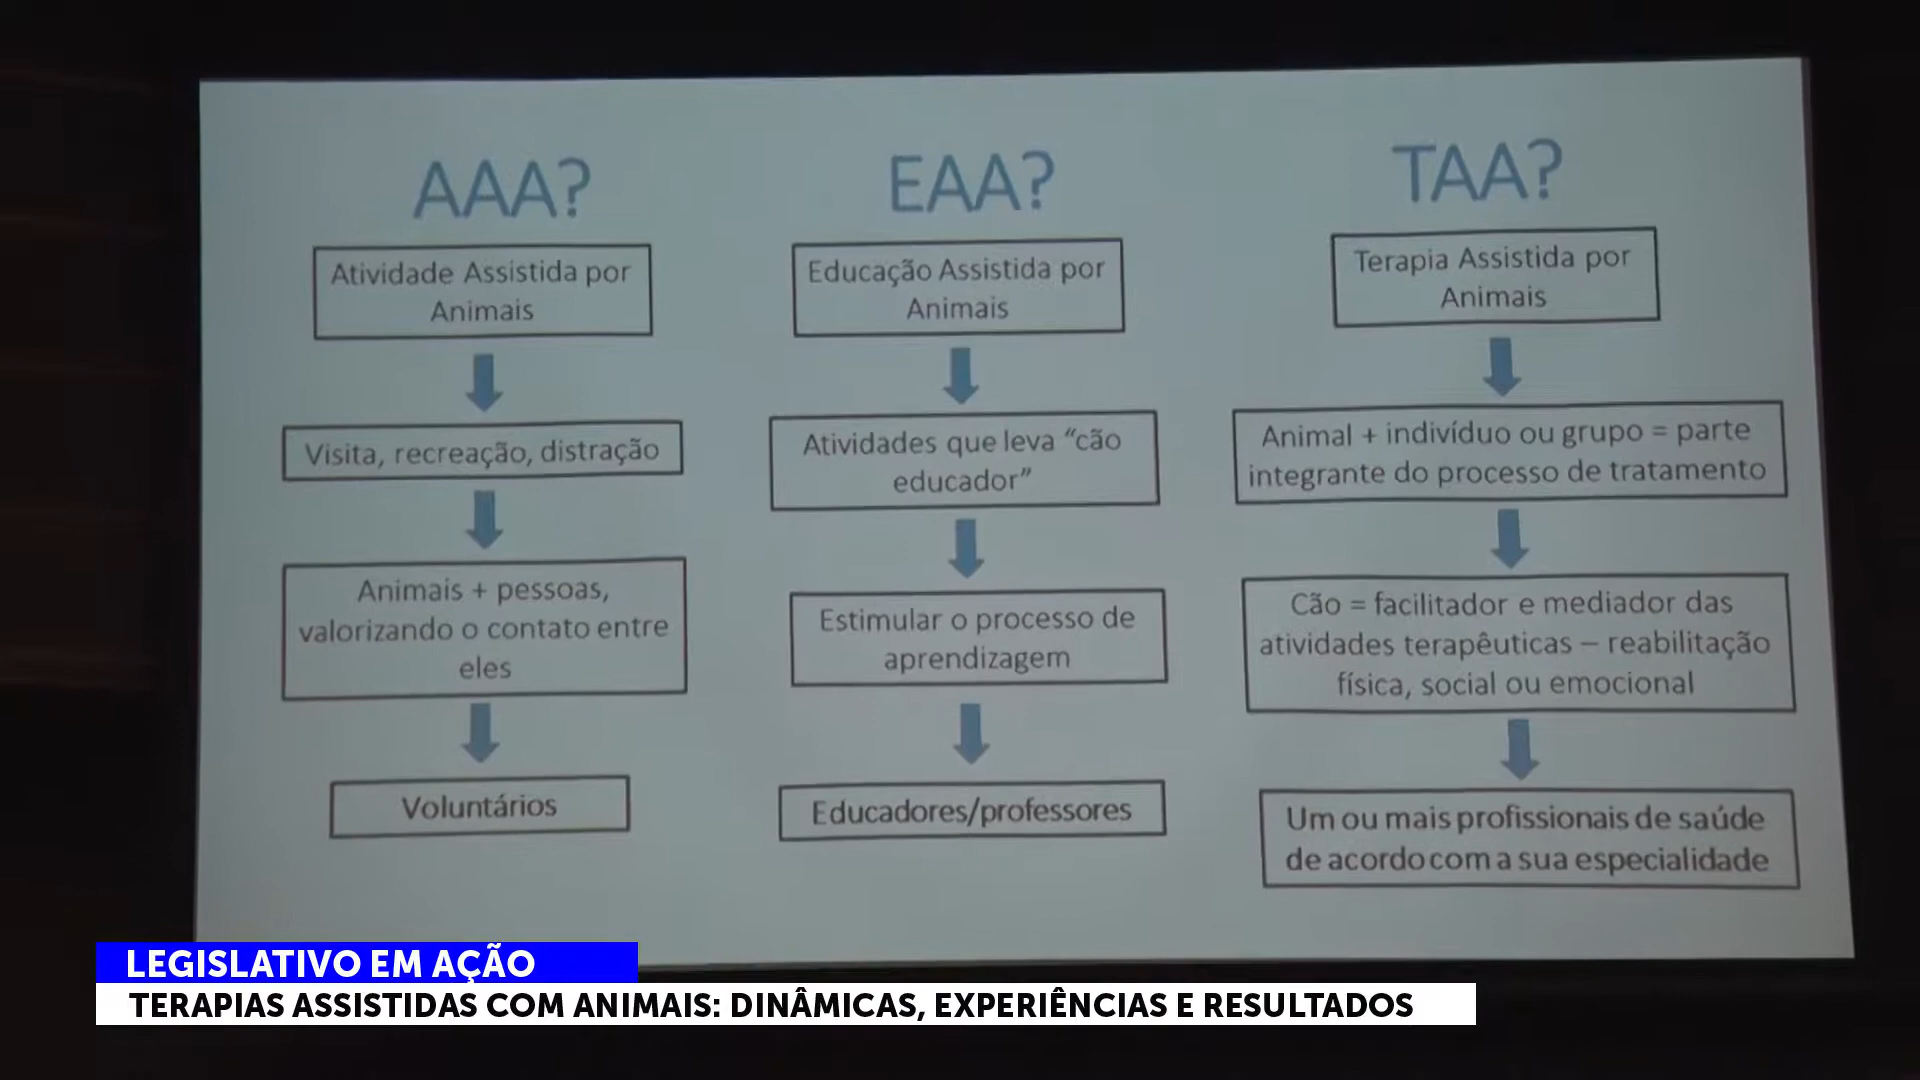 AAA?
Atividade Assistida por
Animais
Visita, recreação, distração
Animais + pessoas,
valorizando o contato entre
eles
Voluntários
EAA?
Educação Assistida por
Animais
Atividades que leva “cão
educador”
Estimular o processo de
aprendizagem
Educadores/professores
TAA?
Terapia Assistida por
Animais
Animal + indivíduo ou grupo = parte
integrante do processo de tratamento
Cão = facilitador e mediador das
atividades terapêuticas – reabilitação
física, social ou emocional
Um ou mais profissionais de saúde
de acordo com a sua especialidade
LEGISLATIVO EM AÇÃO
TERAPIAS ASSISTIDAS COM ANIMAIS: DINÂMICAS, EXPERIÊNCIAS E RESULTADOS